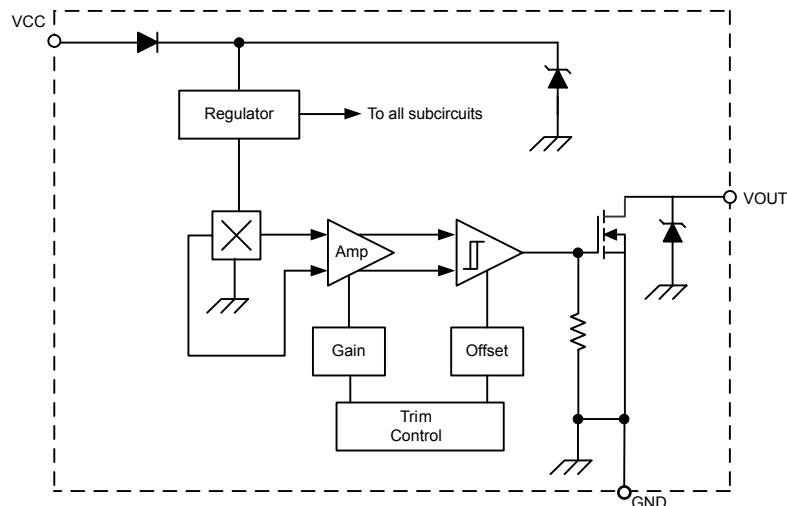 VCC
Regulator
To all subcircuits
VOUT
Amp
Gain
Offset
Trim
Control
GND